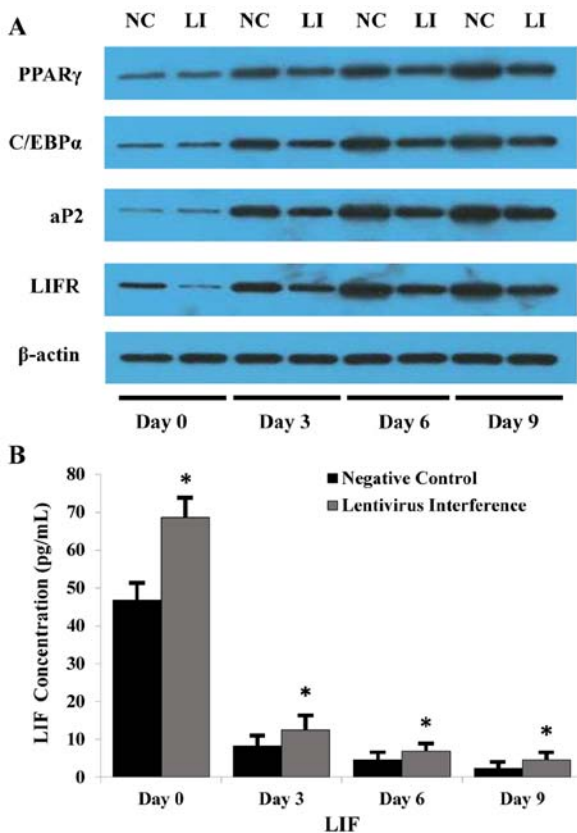 A
NC LI NC LI NC LI NC LI
PPARγ
C/EBPα
aP2
LIFR
β-actin
Day 0 Day 3 Day 6 Day 9
B
Negative Control
Lentivirus Interference
LIF Concentration (pg/mL)
80
70
60
50
40
30
20
10
0
*
*
*
*
Day 0 Day 3 Day 6 Day 9
LIF